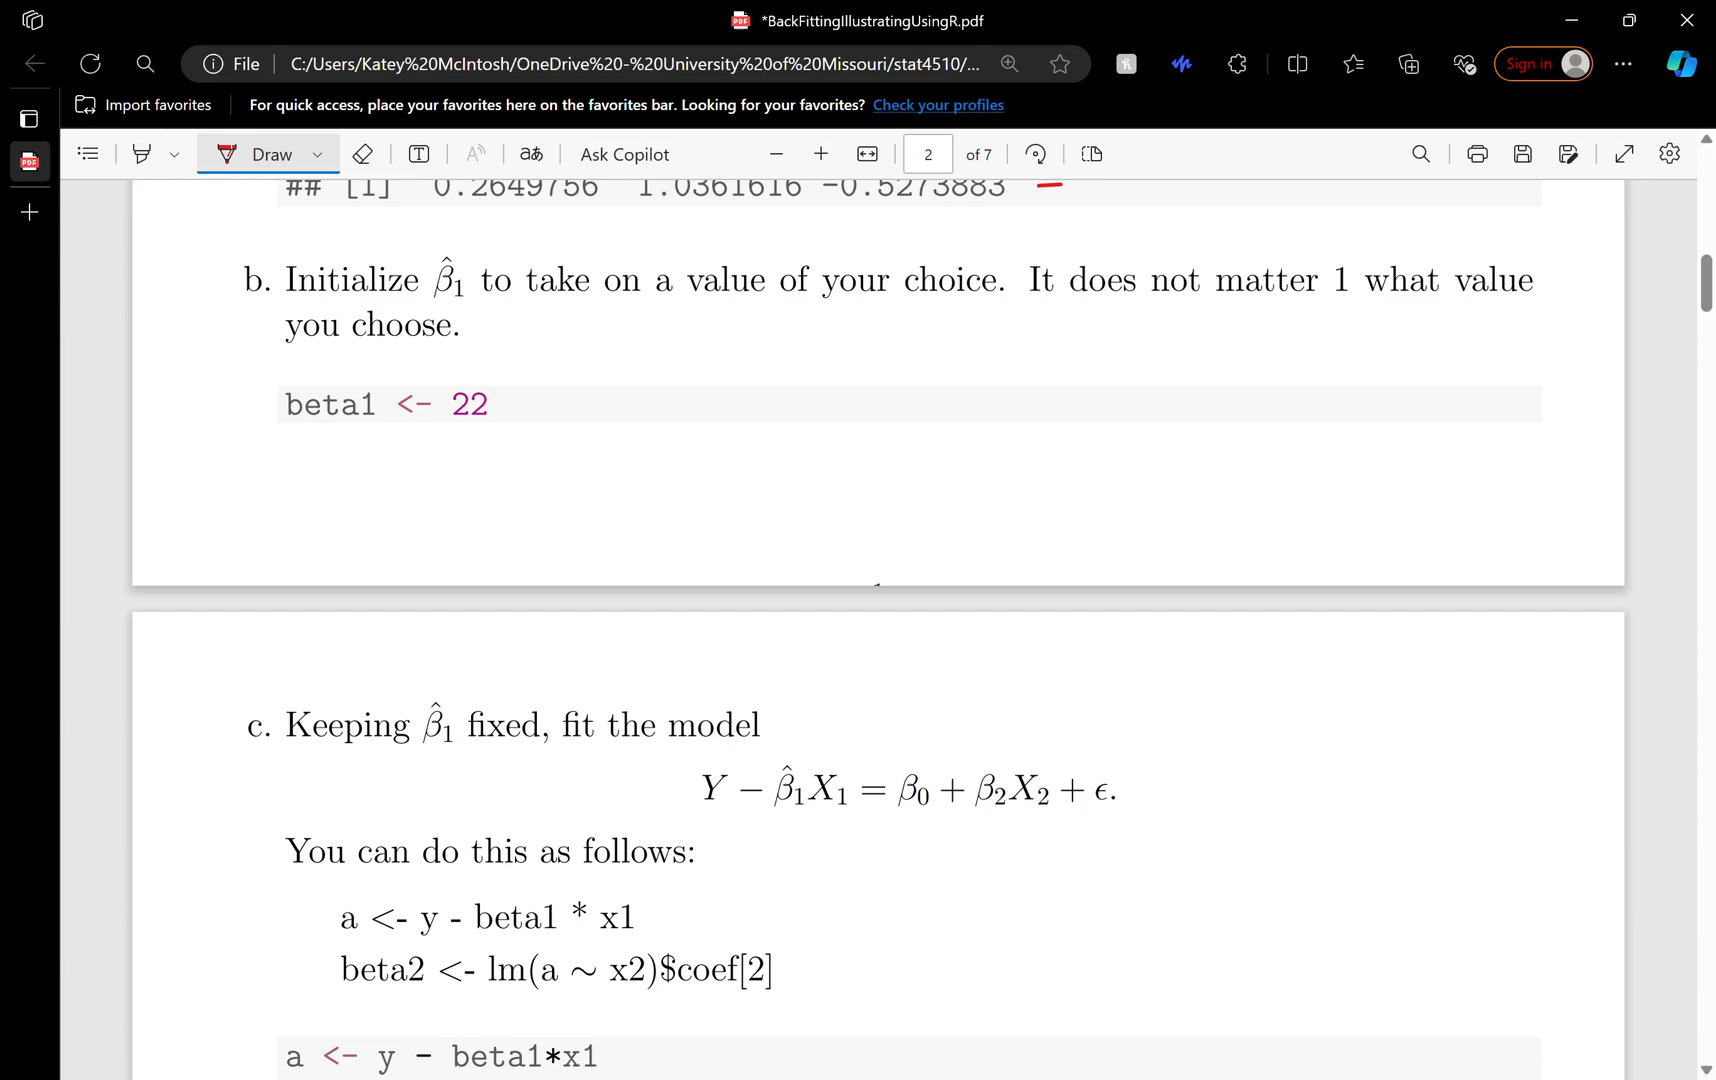 *BackFittingIllustratingUsingR.pdf
File C:/Users/Katey%20McIntosh/OneDrive%20-%20University%20of%20Missouri/stat4510/... Sign in
Import favorites For quick access, place your favorites here on the favorites bar. Looking for your favorites? Check your profiles
Draw Ask Copilot 2 of 7
## [1] 0.2649756 1.0361616 -0.5273883
b. Initialize β̂₁ to take on a value of your choice. It does not matter 1 what value
you choose.
beta1 <- 22
c. Keeping β̂₁ fixed, fit the model
Y − β̂₁X₁ = β₀ + β₂X₂ + ϵ.
You can do this as follows:
a <- y - beta1 * x1
beta2 <- lm(a ∼ x2)$coef[2]
a <- y - beta1*x1